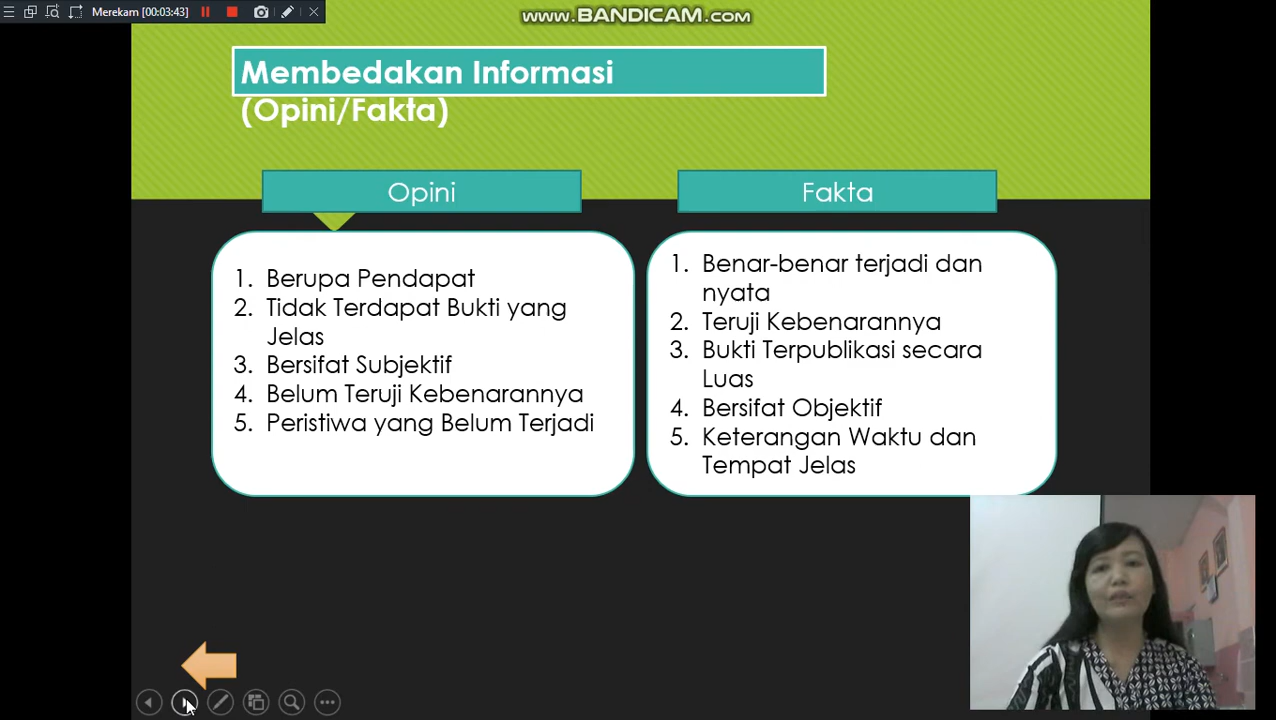 Merekam [00:03:43]
www.BANDICAM.com
Membedakan Informasi
(Opini/Fakta)
Opini
1. Berupa Pendapat
2. Tidak Terdapat Bukti yang
Jelas
3. Bersifat Subjektif
4. Belum Teruji Kebenarannya
5. Peristiwa yang Belum Terjadi
Fakta
1. Benar-benar terjadi dan
nyata
2. Teruji Kebenarannya
3. Bukti Terpublikasi secara
Luas
4. Bersifat Objektif
5. Keterangan Waktu dan
Tempat Jelas